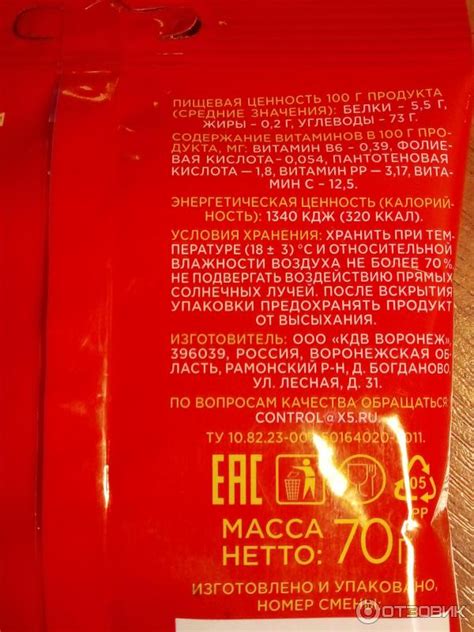 ПИЩЕВАЯ ЦЕННОСТЬ 100 Г ПРОДУКТА
(СРЕДНИЕ ЗНАЧЕНИЯ): БЕЛКИ – 5,5 Г,
ЖИРЫ – 0,2 Г, УГЛЕВОДЫ – 73 Г.
СОДЕРЖАНИЕ ВИТАМИНОВ В 100 Г ПРО-
ДУКТА, МГ: ВИТАМИН В6 – 0,39, ФОЛИЕ-
ВАЯ КИСЛОТА – 0,054, ПАНТОТЕНОВАЯ
КИСЛОТА — 1,8, ВИТАМИН РР – 3,17, ВИТА-
МИН С – 12,5.
ЭНЕРГЕТИЧЕСКАЯ ЦЕННОСТЬ (КАЛОРИЙ-
НОСТЬ): 1340 КДЖ (320 ККАЛ).
УСЛОВИЯ ХРАНЕНИЯ: ХРАНИТЬ ПРИ ТЕМ-
ПЕРАТУРЕ (18 ± 3) °С И ОТНОСИТЕЛЬНОЙ
ВЛАЖНОСТИ ВОЗДУХА НЕ БОЛЕЕ 70 %
НЕ ПОДВЕРГАТЬ ВОЗДЕЙСТВИЮ ПРЯМЫХ
СОЛНЕЧНЫХ ЛУЧЕЙ. ПОСЛЕ ВСКРЫТИЯ
УПАКОВКИ ПРЕДОХРАНЯТЬ ПРОДУКТ
ОТ ВЫСЫХАНИЯ.
ИЗГОТОВИТЕЛЬ: ООО «КДВ ВОРОНЕЖ»,
396039, РОССИЯ, ВОРОНЕЖСКАЯ ОБ-
ЛАСТЬ, РАМОНСКИЙ Р-Н, Д. БОГДАНОВО,
УЛ. ЛЕСНАЯ, Д. 31.
ПО ВОПРОСАМ КАЧЕСТВА ОБРАЩАТЬСЯ
CONTROL@X5.RU
ТУ
EAC
05
PP
МАССА
НЕТТО: 70 Г
ИЗГОТОВЛЕНО И УПАКОВАНО,
НОМЕР СМЕНЫ:
ОТЗОВИК